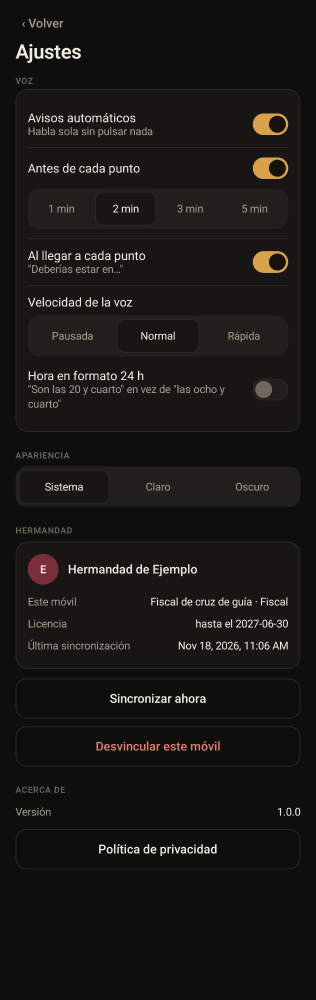 ‹ Volver
Ajustes
VOZ
Avisos automáticos
Habla sola sin pulsar nada
Antes de cada punto
1 min
2 min
3 min
5 min
Al llegar a cada punto
"Deberías estar en…"
Velocidad de la voz
Pausada
Normal
Rápida
Hora en formato 24 h
"Son las 20 y cuarto" en vez de "las ocho y
cuarto"
APARIENCIA
Sistema
Claro
Oscuro
HERMANDAD
E
Hermandad de Ejemplo
Este móvil
Fiscal de cruz de guía · Fiscal
Licencia
hasta el 2027-06-30
Última sincronización
Nov 18, 2026, 11:06 AM
Sincronizar ahora
Desvincular este móvil
ACERCA DE
Versión
1.0.0
Política de privacidad